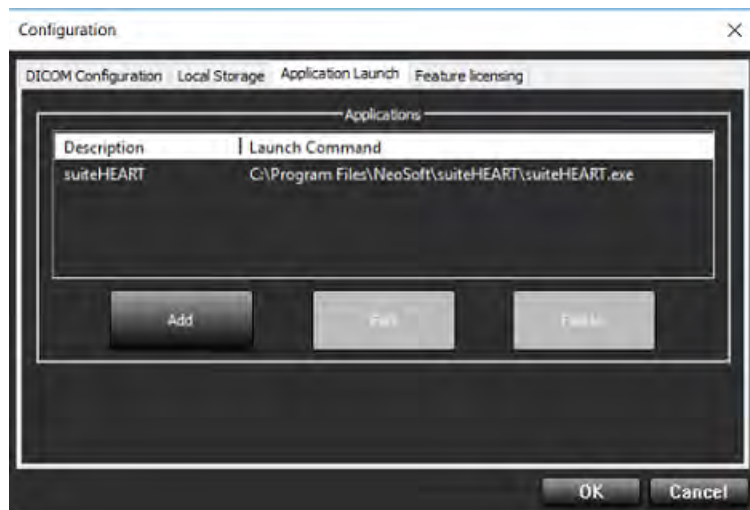 Configuration
DICOM Configuration Local Storage Application Launch Feature licensing
Applications
Description Launch Command
suiteHEART C:\Program Files\NeoSoft\suiteHEART\suiteHEART.exe
Add
OK Cancel